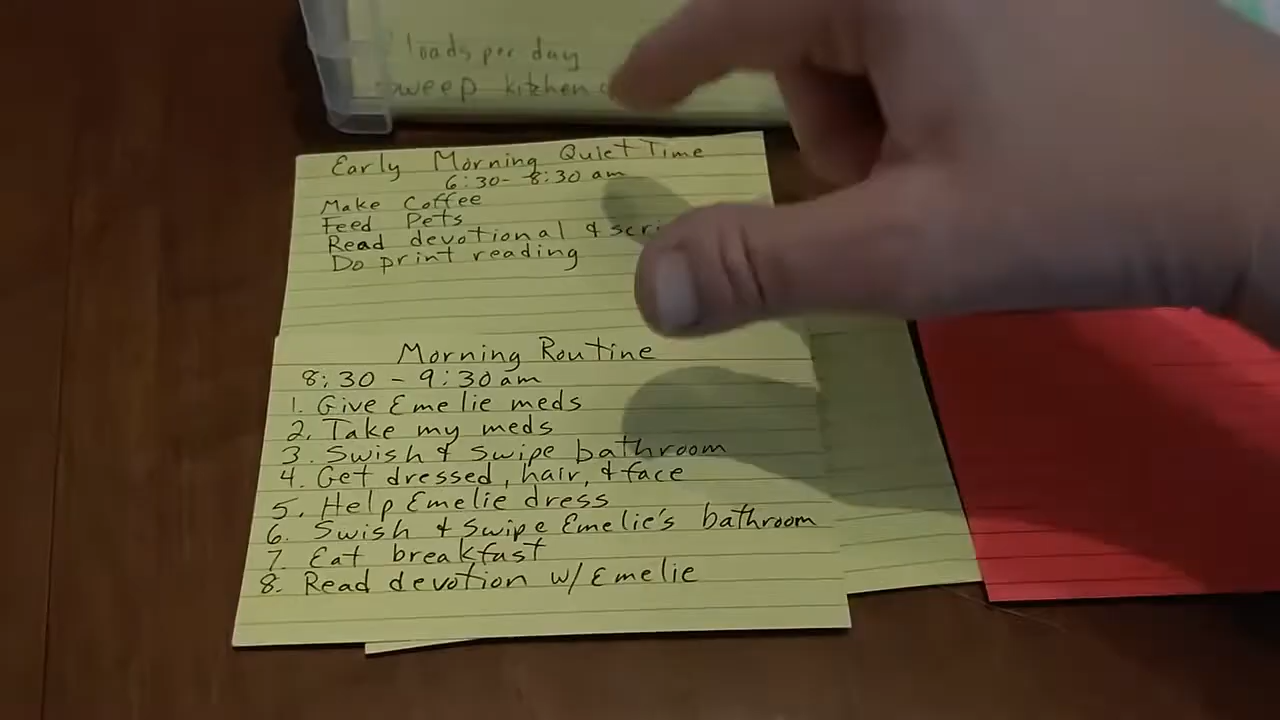 loads per day
sweep kitchen
Early Morning Quiet Time
6:30- 8:30 am
Make Coffee
Feed Pets
Read devotional &
Do print reading
Morning Routine
8:30 - 9:30 am
1. Give Emelie meds
2. Take my meds
3. Swish & Swipe bathroom
4. Get dressed, hair, & face
5. Help Emelie dress
6. Swish & Swipe Emelie's bathroom
7. Eat breakfast
8. Read devotion w/ Emelie